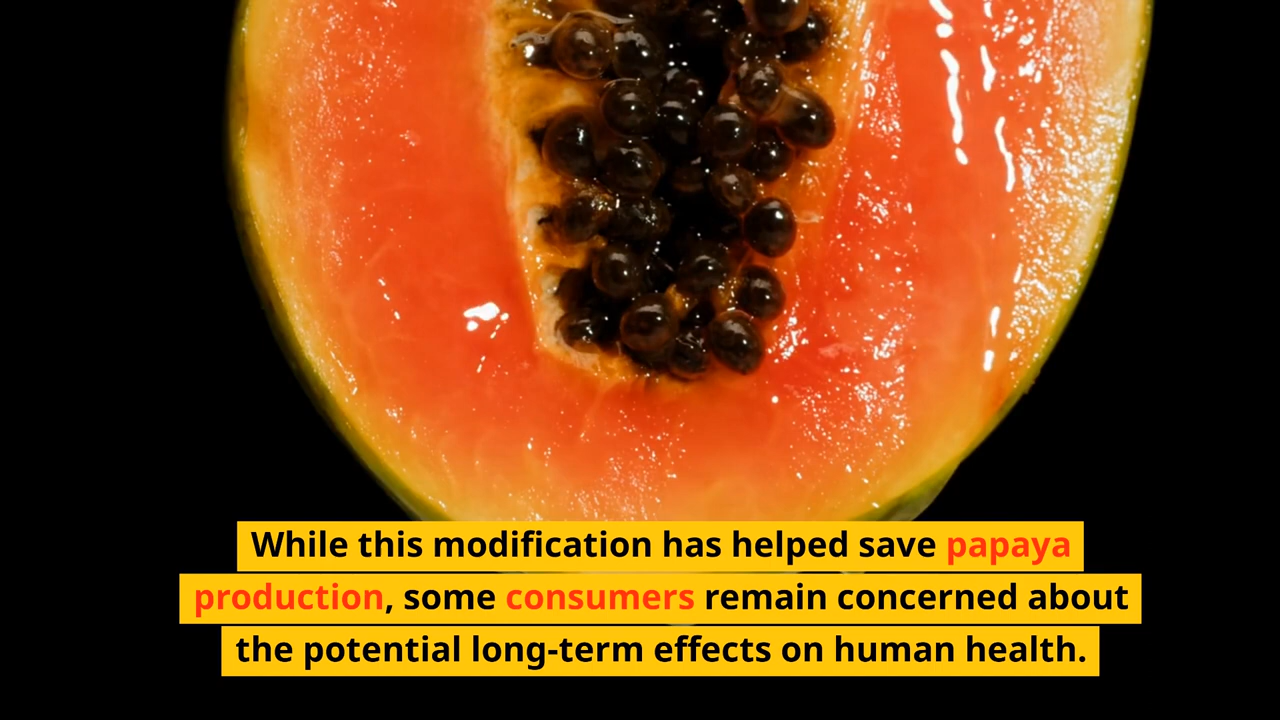 While this modification has helped save papaya
production, some consumers remain concerned about
the potential long-term effects on human health.